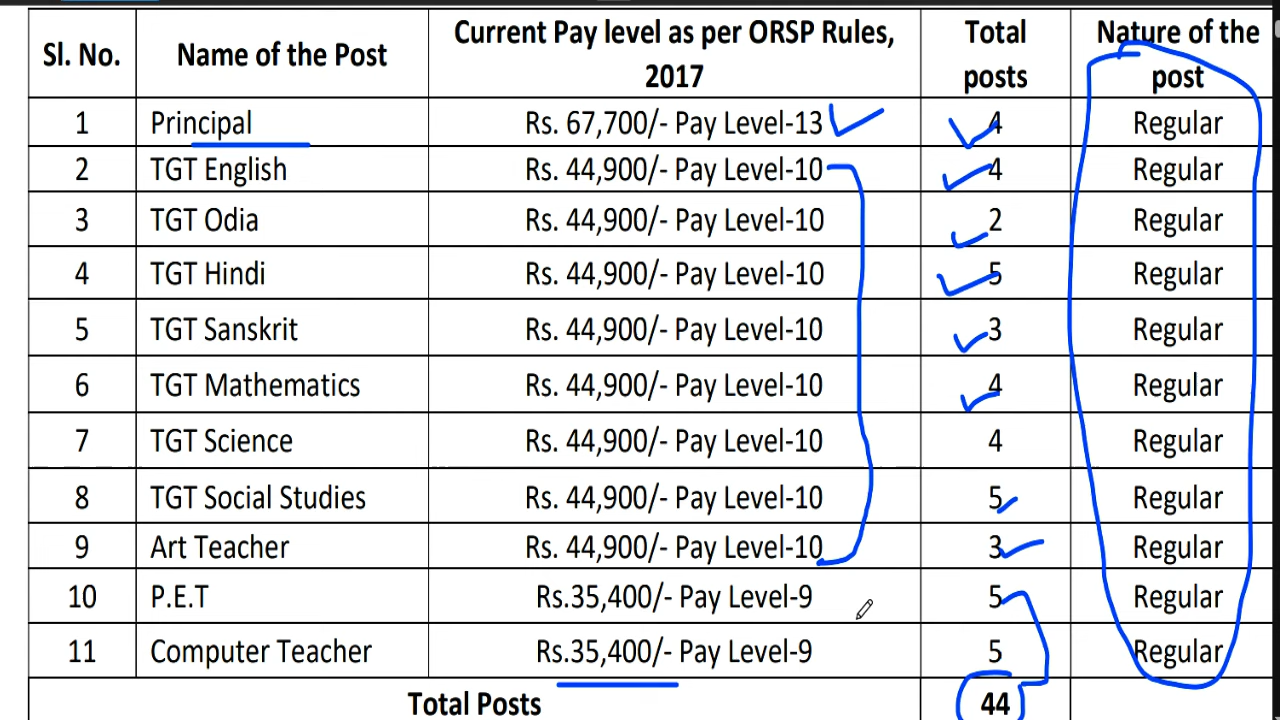 Sl. No. Name of the Post Current Pay level as per ORSP Rules, 2017 Total posts Nature of the post
1 Principal Rs. 67,700/- Pay Level-13 4 Regular
2 TGT English Rs. 44,900/- Pay Level-10 4 Regular
3 TGT Odia Rs. 44,900/- Pay Level-10 2 Regular
4 TGT Hindi Rs. 44,900/- Pay Level-10 5 Regular
5 TGT Sanskrit Rs. 44,900/- Pay Level-10 3 Regular
6 TGT Mathematics Rs. 44,900/- Pay Level-10 4 Regular
7 TGT Science Rs. 44,900/- Pay Level-10 4 Regular
8 TGT Social Studies Rs. 44,900/- Pay Level-10 5 Regular
9 Art Teacher Rs. 44,900/- Pay Level-10 3 Regular
10 P.E.T Rs.35,400/- Pay Level-9 5 Regular
11 Computer Teacher Rs.35,400/- Pay Level-9 5 Regular
Total Posts 44